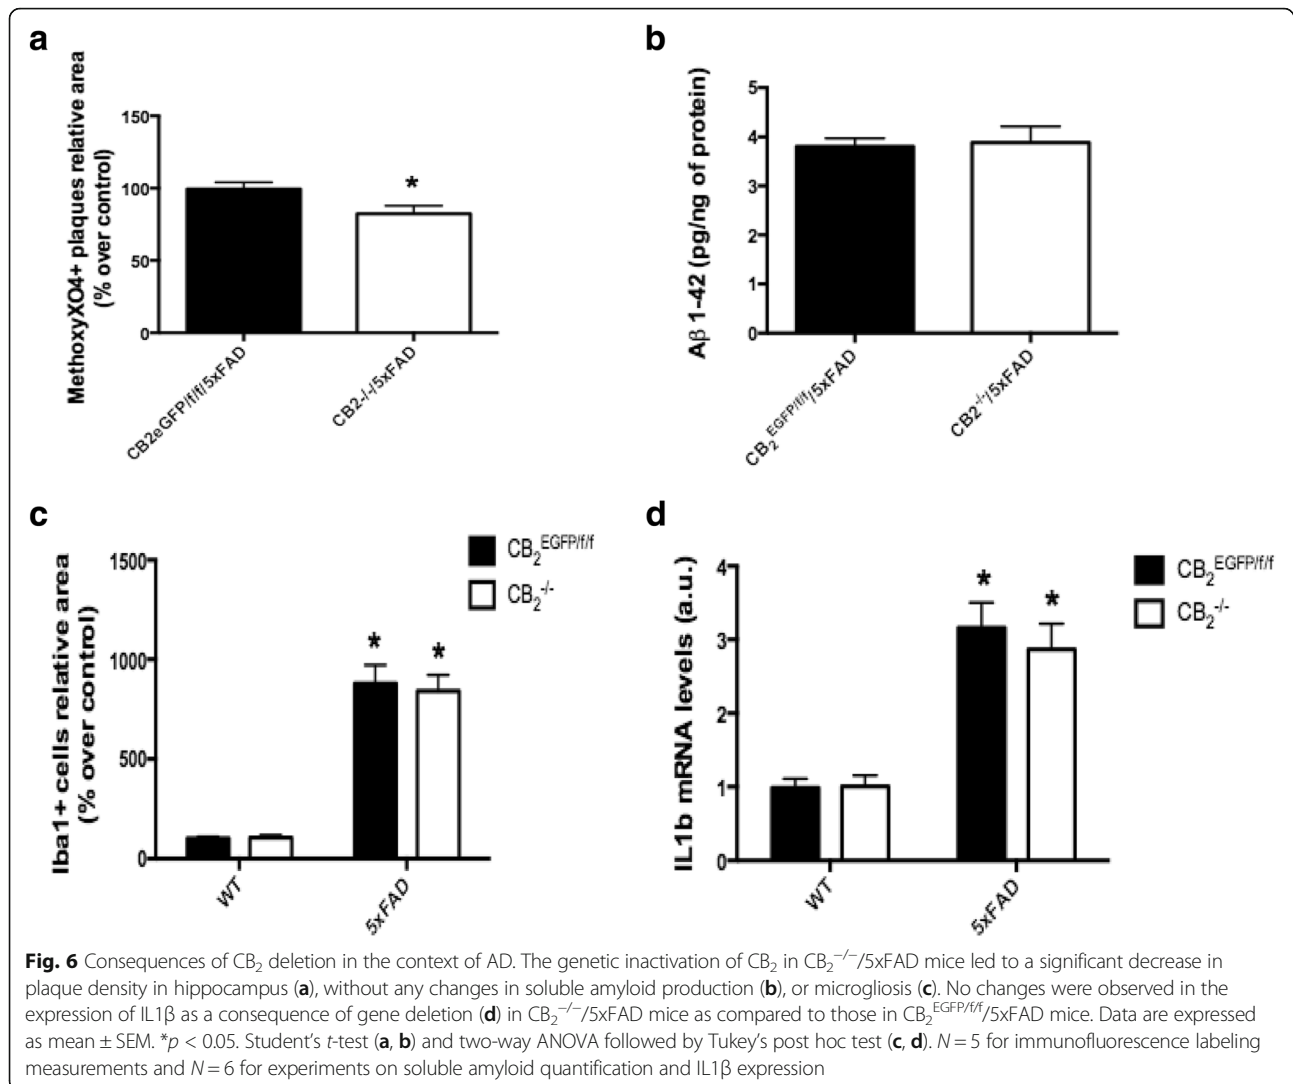 a
MethoxyXO4+ plaques relative area
(% over control)
150
100
50
0
*
CB2eGFP/f/f/5xFAD
CB2-/-/5xFAD
b
Aβ 1-42 (pg/ng of protein)
5
4
3
2
1
0
CB₂ᴱᴳᶠᴾ/ᶠ/ᶠ/5xFAD
CB2⁻/⁻/5xFAD
c
Iba1+ cells relative area
(% over control)
1500
1000
500
0
*
*
WT
5xFAD
CB₂EGFP/f/f
CB₂-/-
d
IL1b mRNA levels (a.u.)
4
3
2
1
0
*
*
WT
5xFAD
CB₂EGFP/f/f
CB₂-/-
Fig. 6 Consequences of CB₂ deletion in the context of AD. The genetic inactivation of CB₂ in CB₂−/−/5xFAD mice led to a significant decrease in
plaque density in hippocampus (a), without any changes in soluble amyloid production (b), or microgliosis (c). No changes were observed in the
expression of IL1β as a consequence of gene deletion (d) in CB₂−/−/5xFAD mice as compared to those in CB₂EGFP/f/f/5xFAD mice. Data are expressed
as mean ± SEM. *p < 0.05. Student's t-test (a, b) and two-way ANOVA followed by Tukey's post hoc test (c, d). N = 5 for immunofluorescence labeling
measurements and N = 6 for experiments on soluble amyloid quantification and IL1β expression